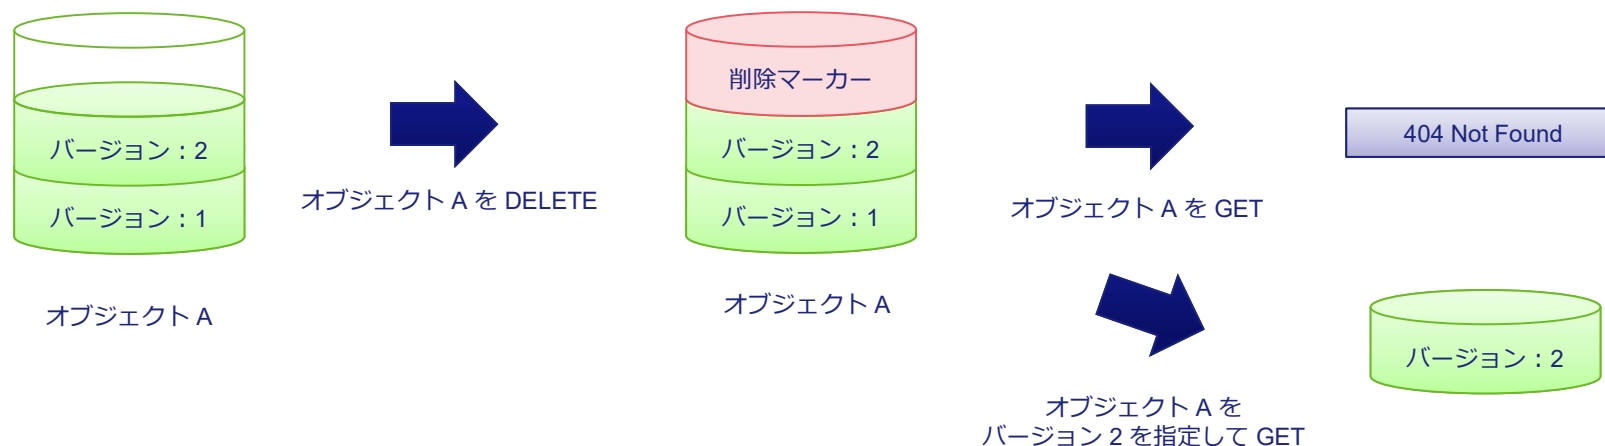 バージョン：2
バージョン：1
オブジェクト A
オブジェクト A を DELETE
削除マーカー
バージョン：2
バージョン：1
オブジェクト A
オブジェクト A を GET
404 Not Found
オブジェクト A を
バージョン 2 を指定して GET
バージョン：2